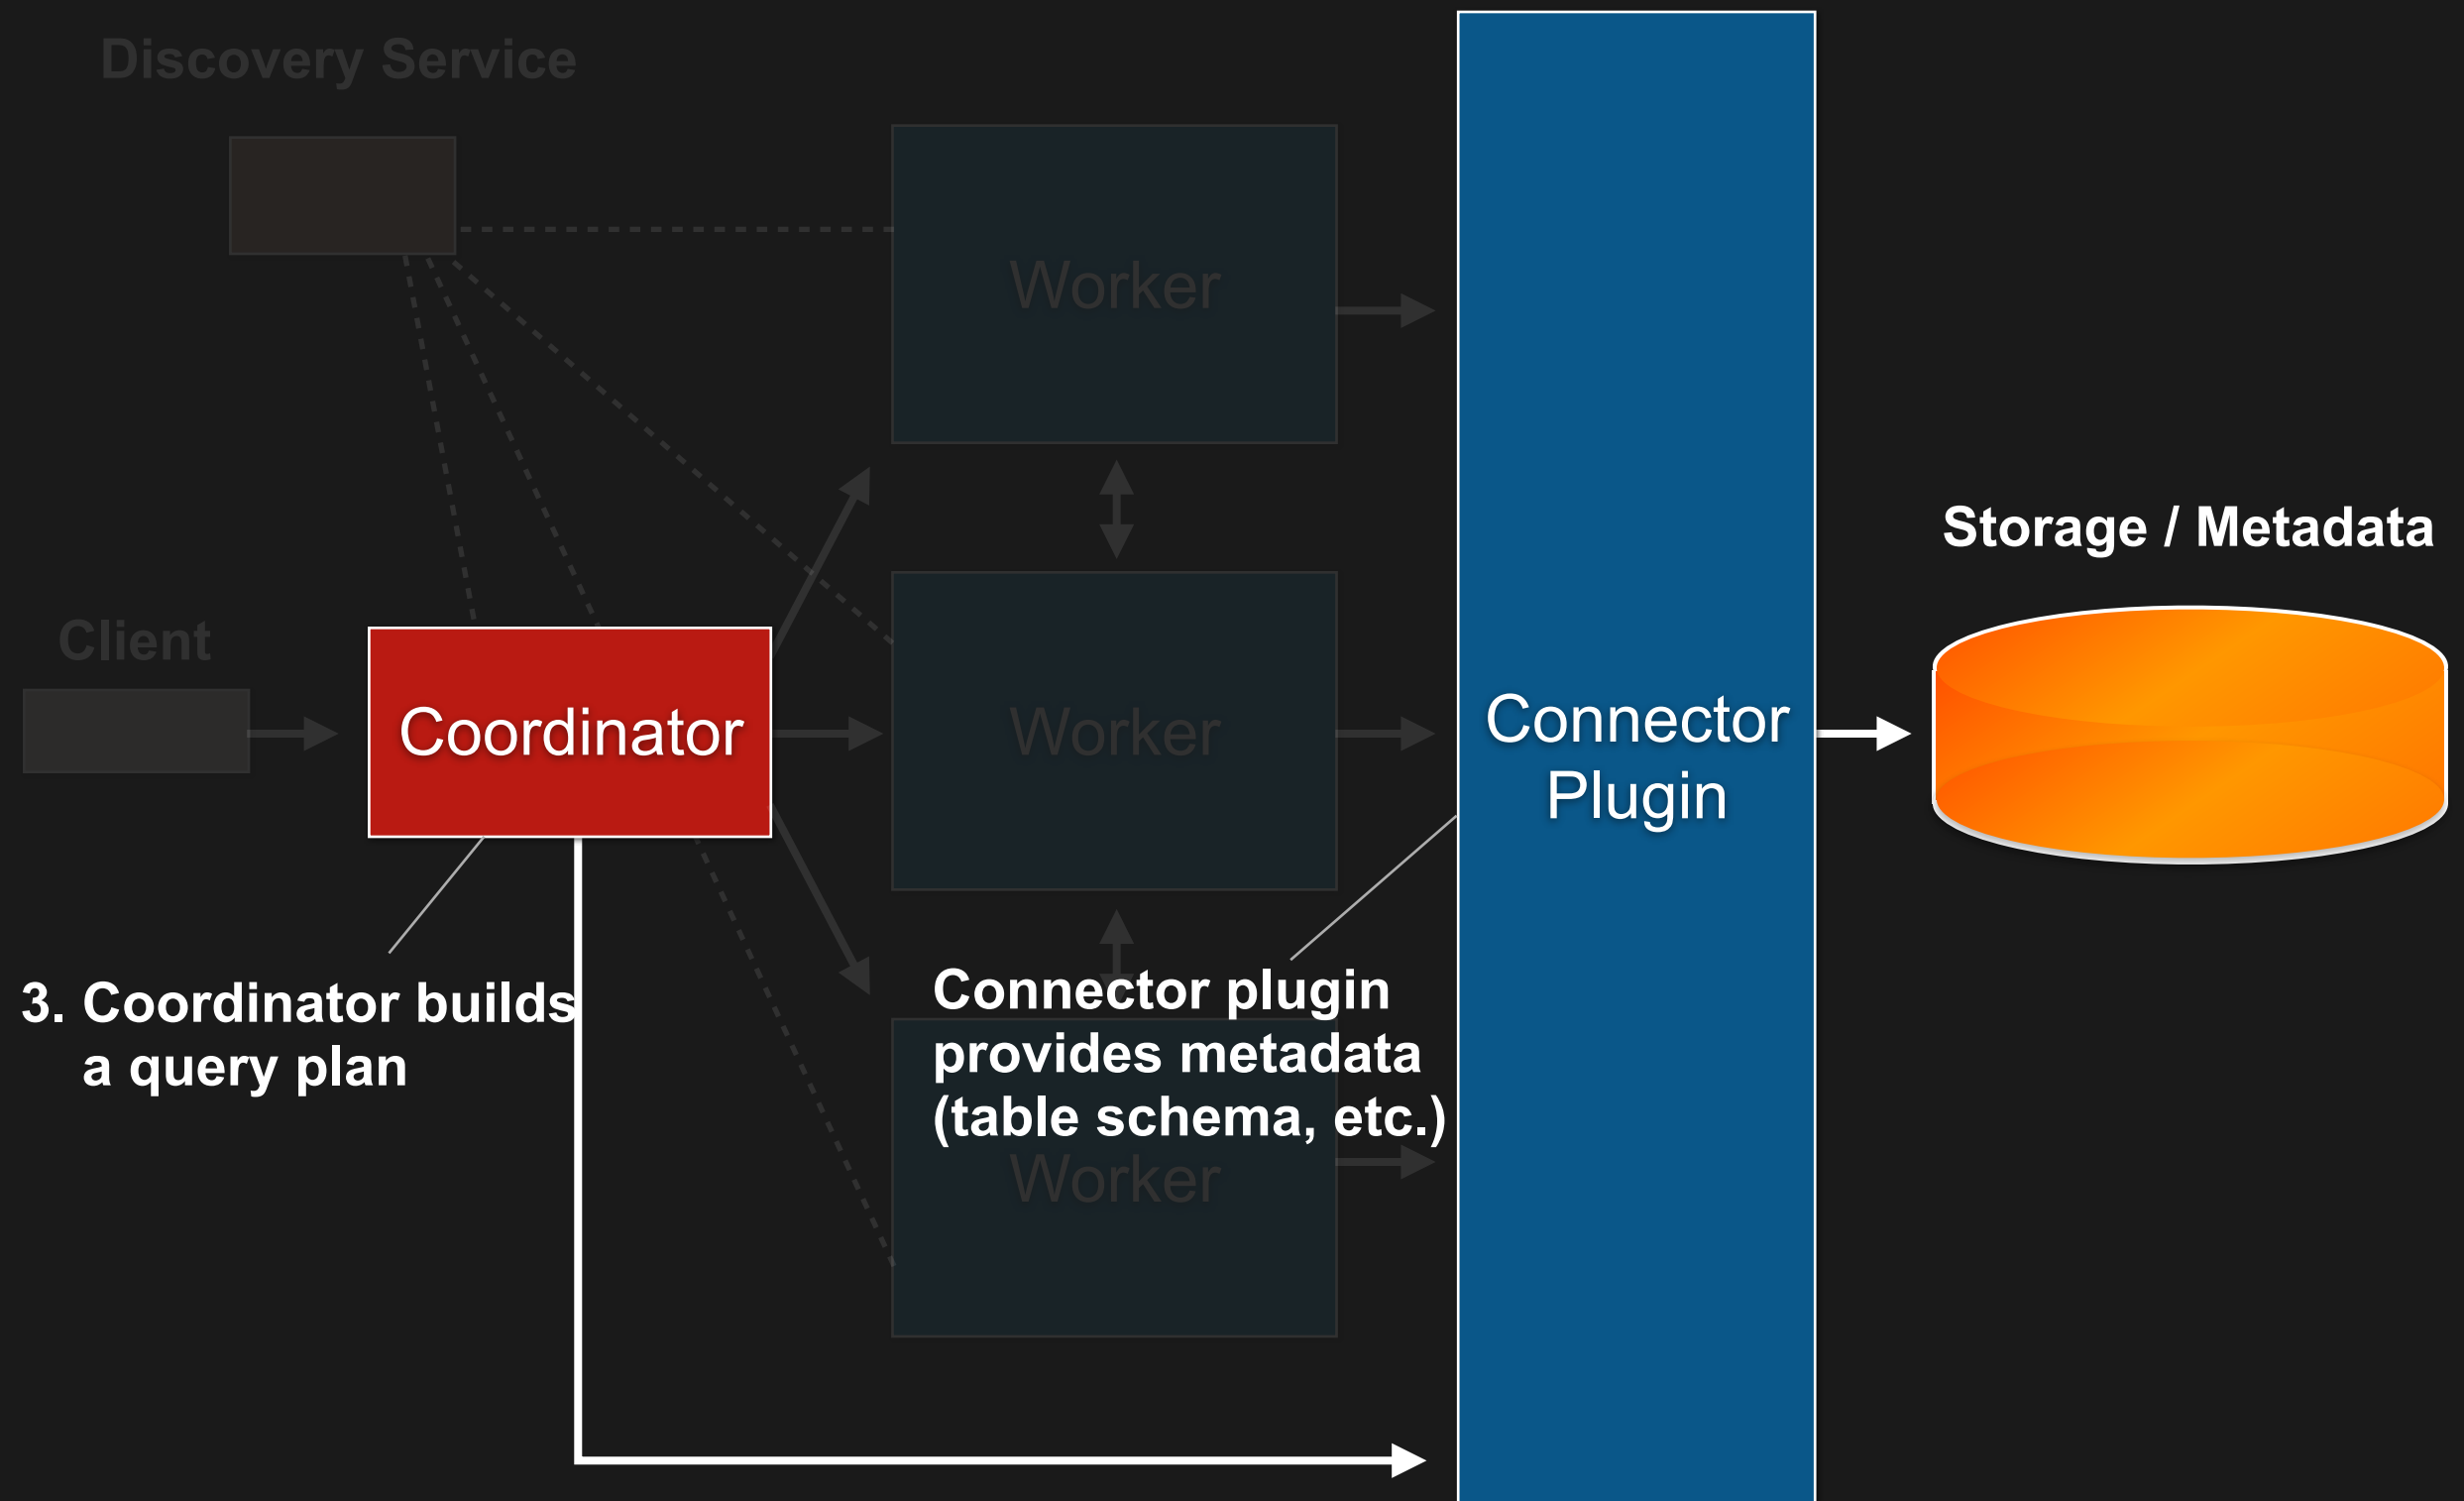 Discovery Service
Worker
Storage / Metadata
Client
Coordinator
Worker
Connector
Plugin
3. Coordinator builds
a query plan
Connector plugin
provides metadata
(table schema, etc.)
Worker